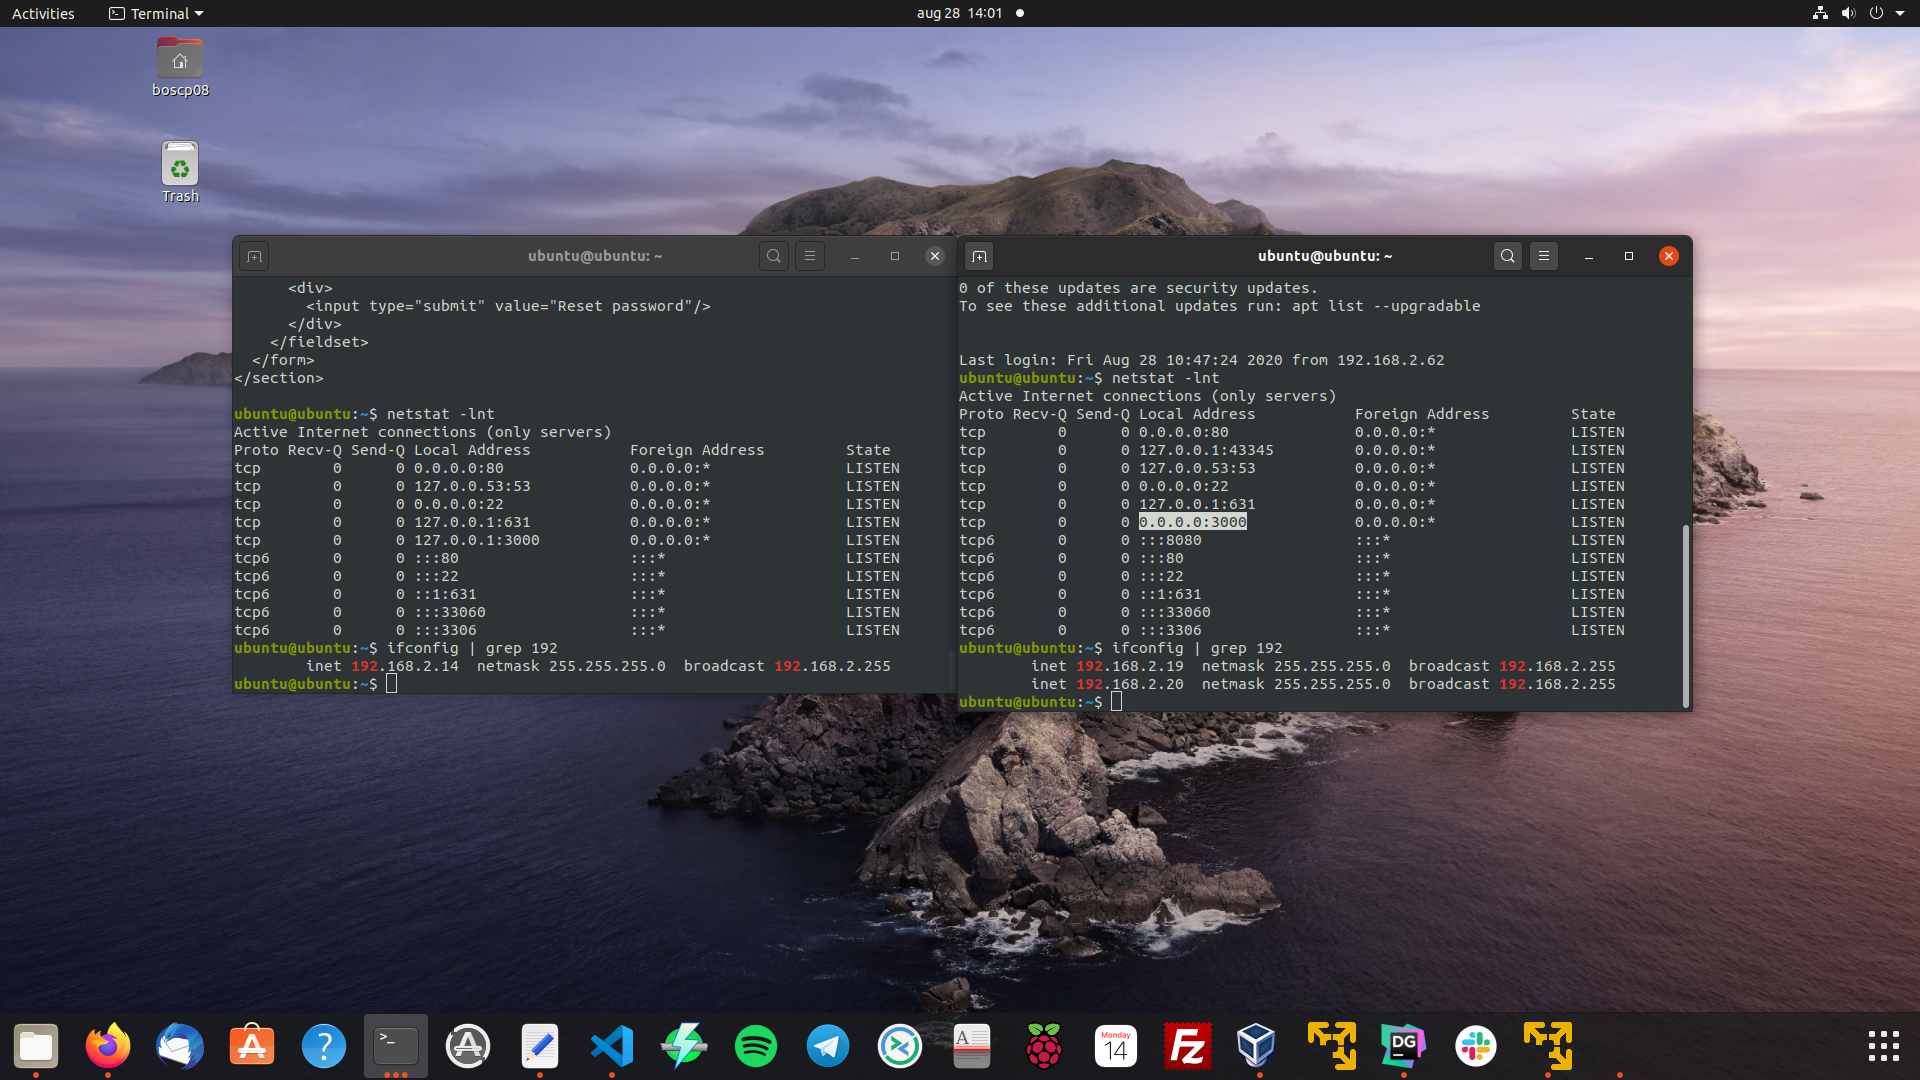 Activities
Terminal
aug 28 14:01
boscp08
Trash
ubuntu@ubuntu: ~
<div>
<input type="submit" value="Reset password"/>
</div>
</fieldset>
</form>
</section>
ubuntu@ubuntu:~$ netstat -lnt
Active Internet connections (only servers)
Proto Recv-Q Send-Q Local Address Foreign Address State
tcp 0 0 0.0.0.0:80 0.0.0.0:* LISTEN
tcp 0 0 127.0.0.53:53 0.0.0.0:* LISTEN
tcp 0 0 0.0.0.0:22 0.0.0.0:* LISTEN
tcp 0 0 127.0.0.1:631 0.0.0.0:* LISTEN
tcp 0 0 127.0.0.1:3000 0.0.0.0:* LISTEN
tcp6 0 0 :::80 :::* LISTEN
tcp6 0 0 :::22 :::* LISTEN
tcp6 0 0 ::1:631 :::* LISTEN
tcp6 0 0 :::33060 :::* LISTEN
tcp6 0 0 :::3306 :::* LISTEN
ubuntu@ubuntu:~$ ifconfig | grep 192
inet 192.168.2.14 netmask 255.255.255.0 broadcast 192.168.2.255
ubuntu@ubuntu:~$
ubuntu@ubuntu: ~
0 of these updates are security updates.
To see these additional updates run: apt list --upgradable
Last login: Fri Aug 28 10:47:24 2020 from 192.168.2.62
ubuntu@ubuntu:~$ netstat -lnt
Active Internet connections (only servers)
Proto Recv-Q Send-Q Local Address Foreign Address State
tcp 0 0 0.0.0.0:80 0.0.0.0:* LISTEN
tcp 0 0 127.0.0.1:43345 0.0.0.0:* LISTEN
tcp 0 0 127.0.0.53:53 0.0.0.0:* LISTEN
tcp 0 0 0.0.0.0:22 0.0.0.0:* LISTEN
tcp 0 0 127.0.0.1:631 0.0.0.0:* LISTEN
tcp 0 0 0.0.0.0:3000 0.0.0.0:* LISTEN
tcp6 0 0 :::8080 :::* LISTEN
tcp6 0 0 :::80 :::* LISTEN
tcp6 0 0 :::22 :::* LISTEN
tcp6 0 0 ::1:631 :::* LISTEN
tcp6 0 0 :::33060 :::* LISTEN
tcp6 0 0 :::3306 :::* LISTEN
ubuntu@ubuntu:~$ ifconfig | grep 192
inet 192.168.2.19 netmask 255.255.255.0 broadcast 192.168.2.255
inet 192.168.2.20 netmask 255.255.255.0 broadcast 192.168.2.255
ubuntu@ubuntu:~$
Monday
14
Fz
DG